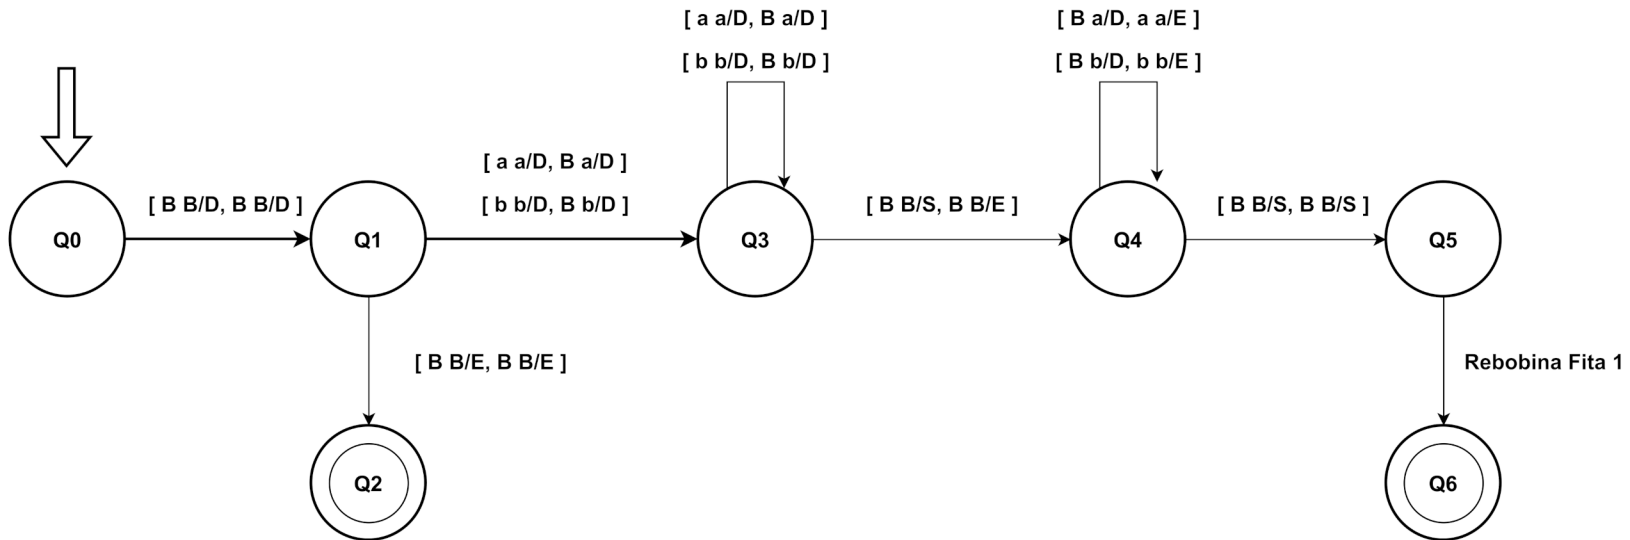 [ a a/D, B a/D ]
[ b b/D, B b/D ]
[ B a/D, a a/E ]
[ B b/D, b b/E ]
[ a a/D, B a/D ]
[ b b/D, B b/D ]
[ B B/D, B B/D ]
[ B B/S, B B/E ]
[ B B/S, B B/S ]
Q0
Q1
Q3
Q4
Q5
[ B B/E, B B/E ]
Rebobina Fita 1
Q2
Q6